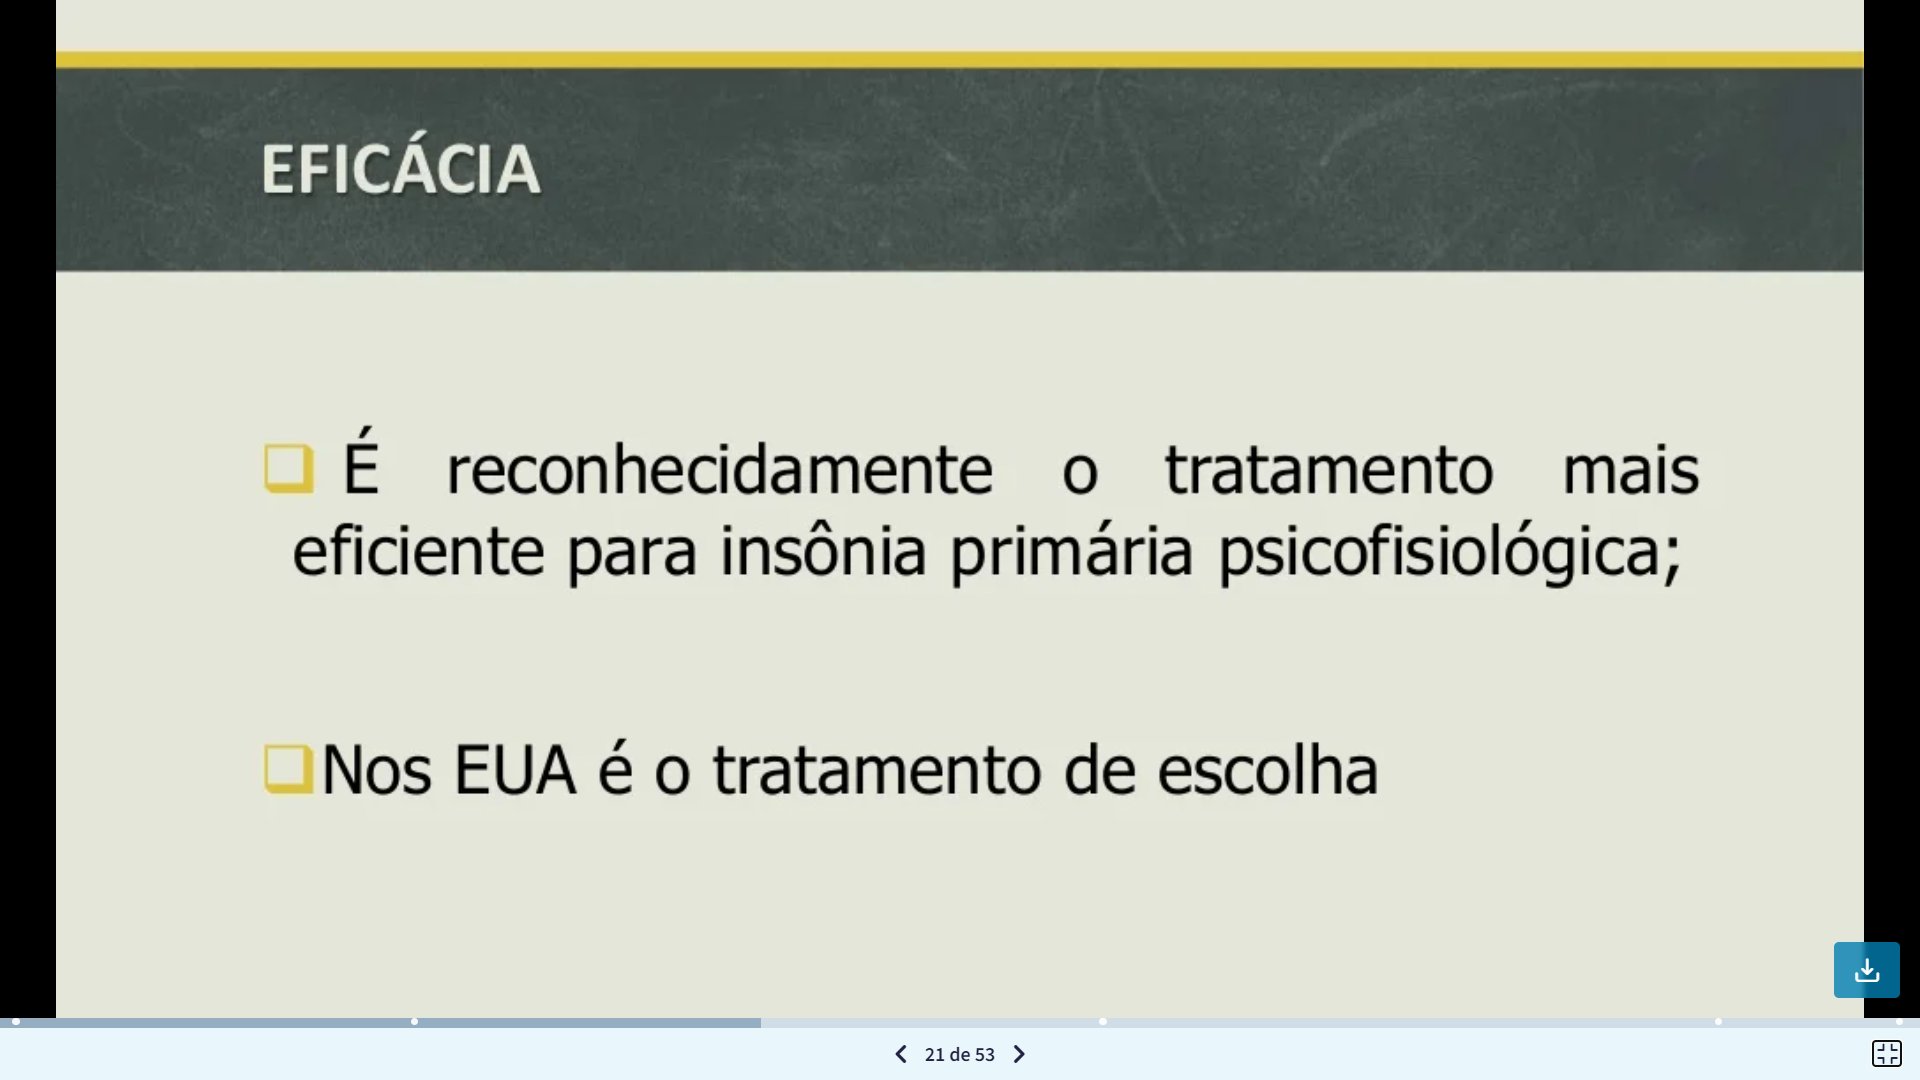 EFICÁCIA
É reconhecidamente o tratamento mais
eficiente para insônia primária psicofisiológica;
Nos EUA é o tratamento de escolha
21 de 53